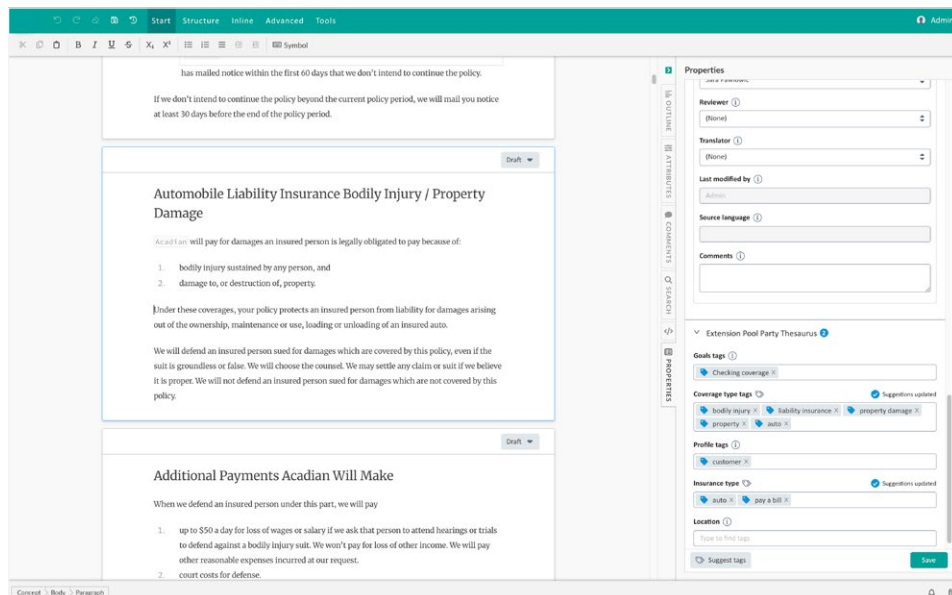 Start Structure Inline Advanced Tools
Admin
B I U S X₁ X² Symbol
has mailed notice within the first 60 days that we don't intend to continue the policy.
If we don't intend to continue the policy beyond the current policy period, we will mail you notice
at least 30 days before the end of the policy period.
Draft
Automobile Liability Insurance Bodily Injury / Property
Damage
Acadian will pay for damages an insured person is legally obligated to pay because of:
1. bodily injury sustained by any person, and
2. damage to, or destruction of, property.
Under these coverages, your policy protects an insured person from liability for damages arising
out of the ownership, maintenance or use, loading or unloading of an insured auto.
We will defend an insured person sued for damages which are covered by this policy, even if the
suit is groundless or false. We will choose the counsel. We may settle any claim or suit if we believe
it is proper. We will not defend an insured person sued for damages which are not covered by this
policy.
Draft
Additional Payments Acadian Will Make
When we defend an insured person under this part, we will pay
1. up to $50 a day for loss of wages or salary if we ask that person to attend hearings or trials
to defend against a bodily injury suit. We won't pay for loss of other income. We will pay
other reasonable expenses incurred at our request.
2. court costs for defense.
Concept Body Paragraph
OUTLINE
ATTRIBUTES
COMMENTS
SEARCH
PROPERTIES
Properties
Reviewer
(None)
Translator
(None)
Last modified by
Admin
Source language
Comments
Extension Pool Party Thesaurus 2
Goals tags
Checking coverage ×
Coverage type tags Suggestions updated
bodily injury × liability insurance × property damage ×
property × auto ×
Profile tags
customer ×
Insurance type Suggestions updated
auto × pay a bill ×
Location
Type to find tags
Suggest tags Save